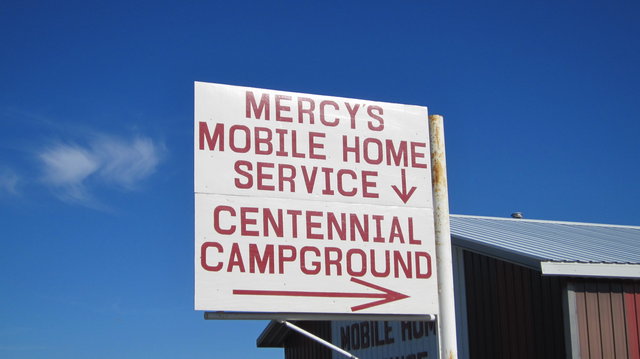 MERCY'S
MOBILE HOME
SERVICE
CENTENNIAL
CAMPGROUND
MOBILE HOM